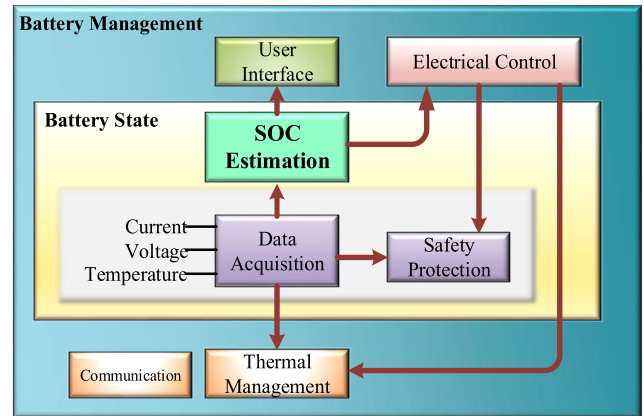 Battery Management
User
Interface
Electrical Control
Battery State
SOC
Estimation
Current
Voltage
Temperature
Data
Acquisition
Safety
Protection
Communication
Thermal
Management